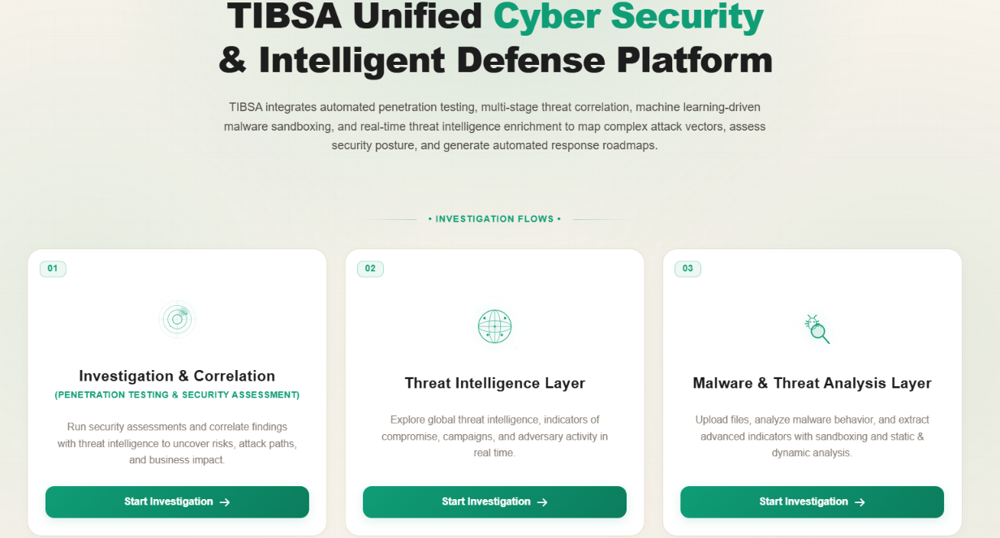 TIBSA Unified Cyber Security
& Intelligent Defense Platform
TIBSA integrates automated penetration testing, multi-stage threat correlation, machine learning-driven
malware sandboxing, and real-time threat intelligence enrichment to map complex attack vectors, assess
security posture, and generate automated response roadmaps.
• INVESTIGATION FLOWS •
01
Investigation & Correlation
(PENETRATION TESTING & SECURITY ASSESSMENT)
Run security assessments and correlate findings
with threat intelligence to uncover risks, attack paths,
and business impact.
Start Investigation →
02
Threat Intelligence Layer
Explore global threat intelligence, indicators of
compromise, campaigns, and adversary activity in
real time.
Start Investigation →
03
Malware & Threat Analysis Layer
Upload files, analyze malware behavior, and extract
advanced indicators with sandboxing and static &
dynamic analysis.
Start Investigation →